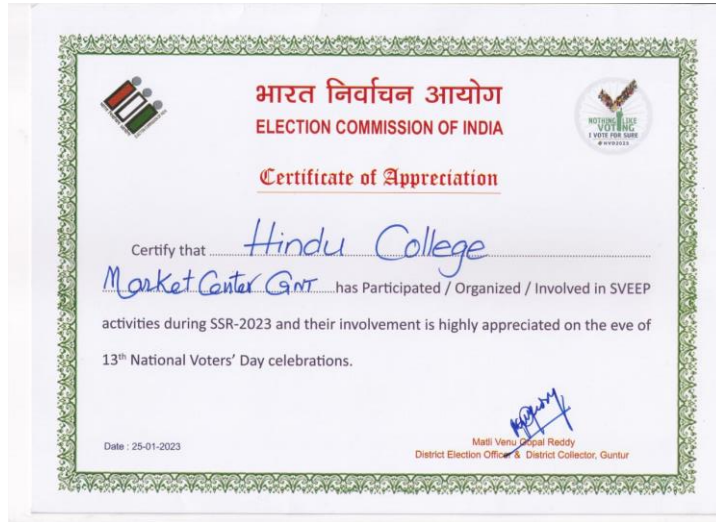 भारत निर्वाचन आयोग
ELECTION COMMISSION OF INDIA
NOTHING LIKE
VOTING
I VOTE FOR SURE
Certificate of Appreciation
Certify that Hindu College
Market Center GNT has Participated / Organized / Involved in SVEEP
activities during SSR-2023 and their involvement is highly appreciated on the eve of
13th National Voters' Day celebrations.
Date : 25-01-2023
Matli Venu Gopal Reddy
District Election Officer & District Collector, Guntur